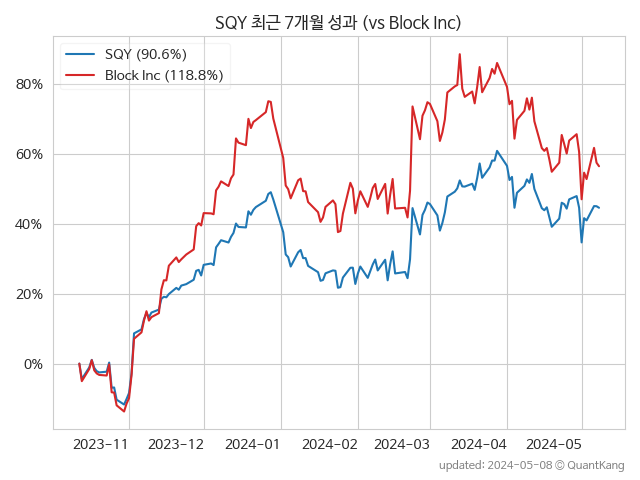 SQY 최근 7개월 성과 (vs Block Inc)
SQY (90.6%)
Block Inc (118.8%)
80%
60%
40%
20%
0%
2023-11 2023-12 2024-01 2024-02 2024-03 2024-04 2024-05
updated: 2024-05-08 © QuantKang